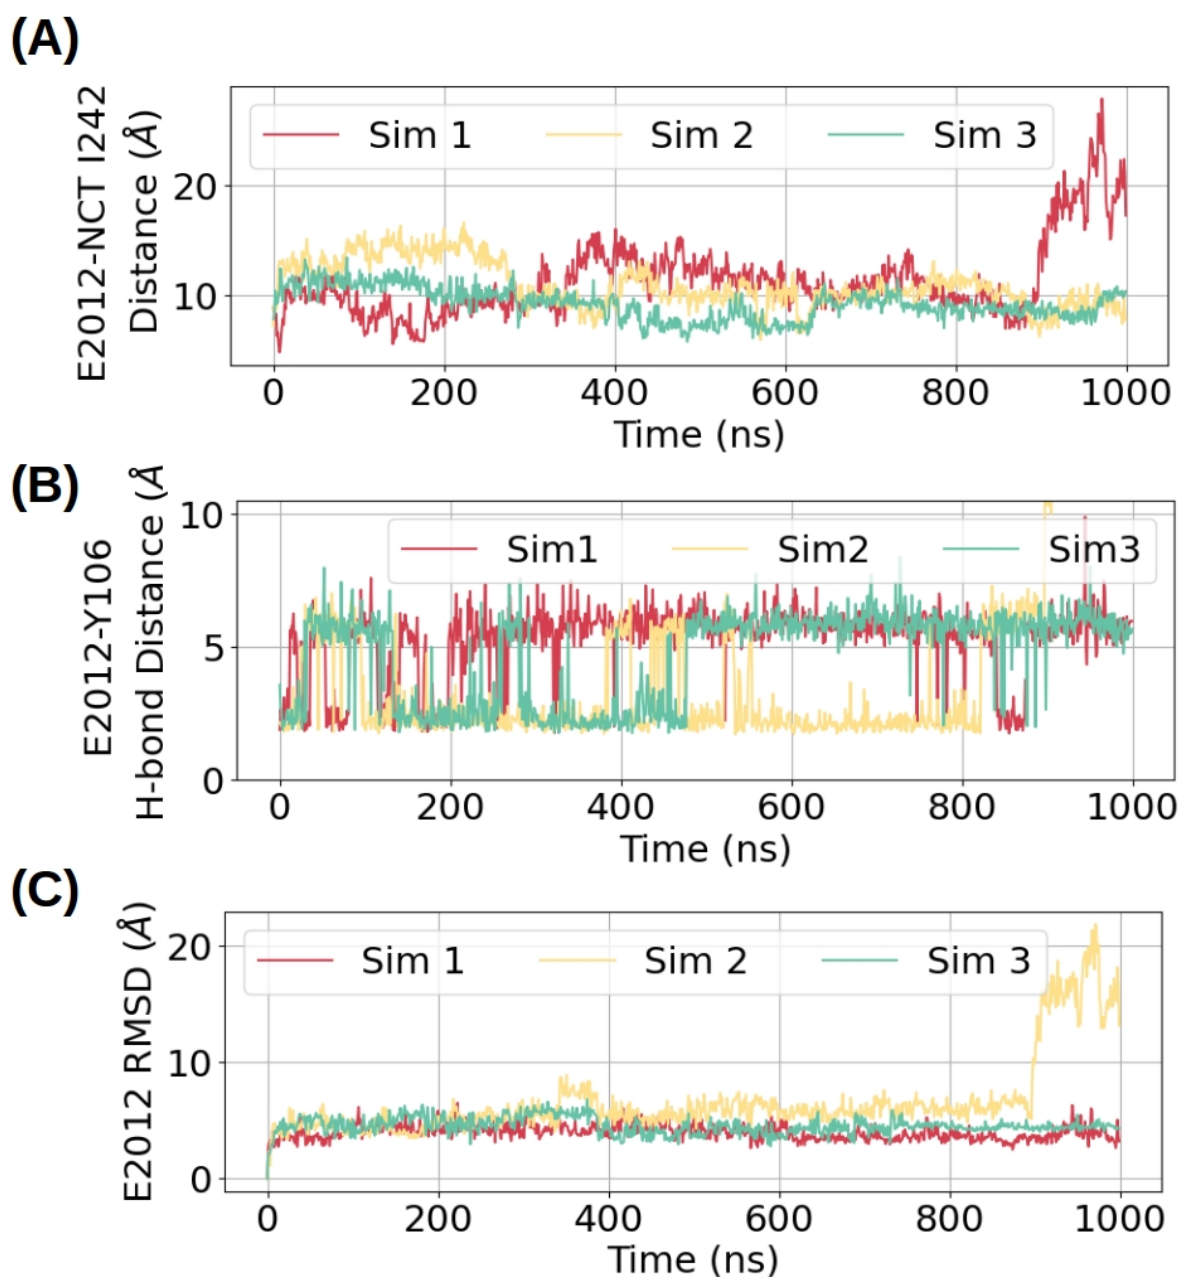 (A)
E2012-NCT I242
Distance (Å)
Sim 1 Sim 2 Sim 3
20
10
0 200 400 600 800 1000
Time (ns)
(B)
E2012-Y106
H-bond Distance (Å
Sim1 Sim2 Sim3
10
5
0
0 200 400 600 800 1000
Time (ns)
(C)
E2012 RMSD (Å)
Sim 1 Sim 2 Sim 3
20
10
0
0 200 400 600 800 1000
Time (ns)